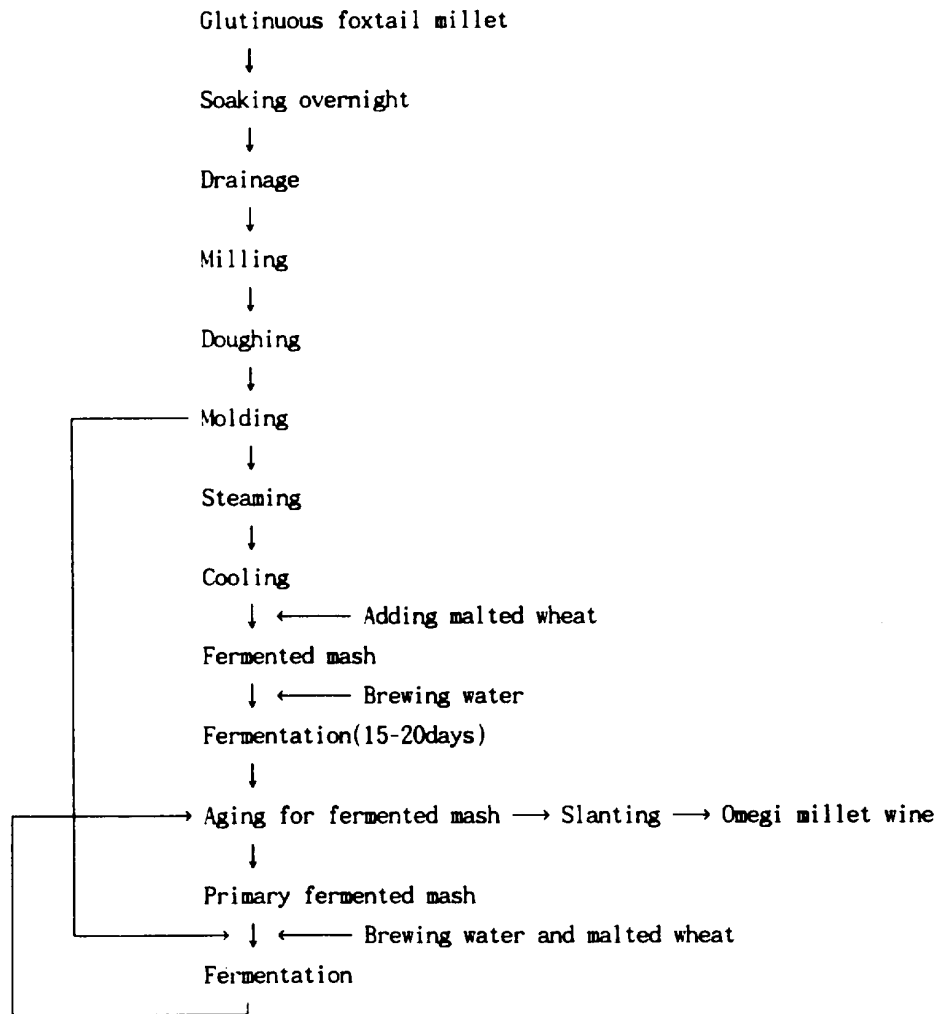 Glutinuous foxtail millet
↓
Soaking overnight
↓
Drainage
↓
Milling
↓
Doughing
↓
Molding
↓
Steaming
↓
Cooling
↓ ← Adding malted wheat
Fermented mash
↓ ← Brewing water
Fermentation(15-20days)
↓
→ Aging for fermented mash → Slanting → Omegi millet wine
↓
Primary fermented mash
→ ↓ ← Brewing water and malted wheat
Fermentation